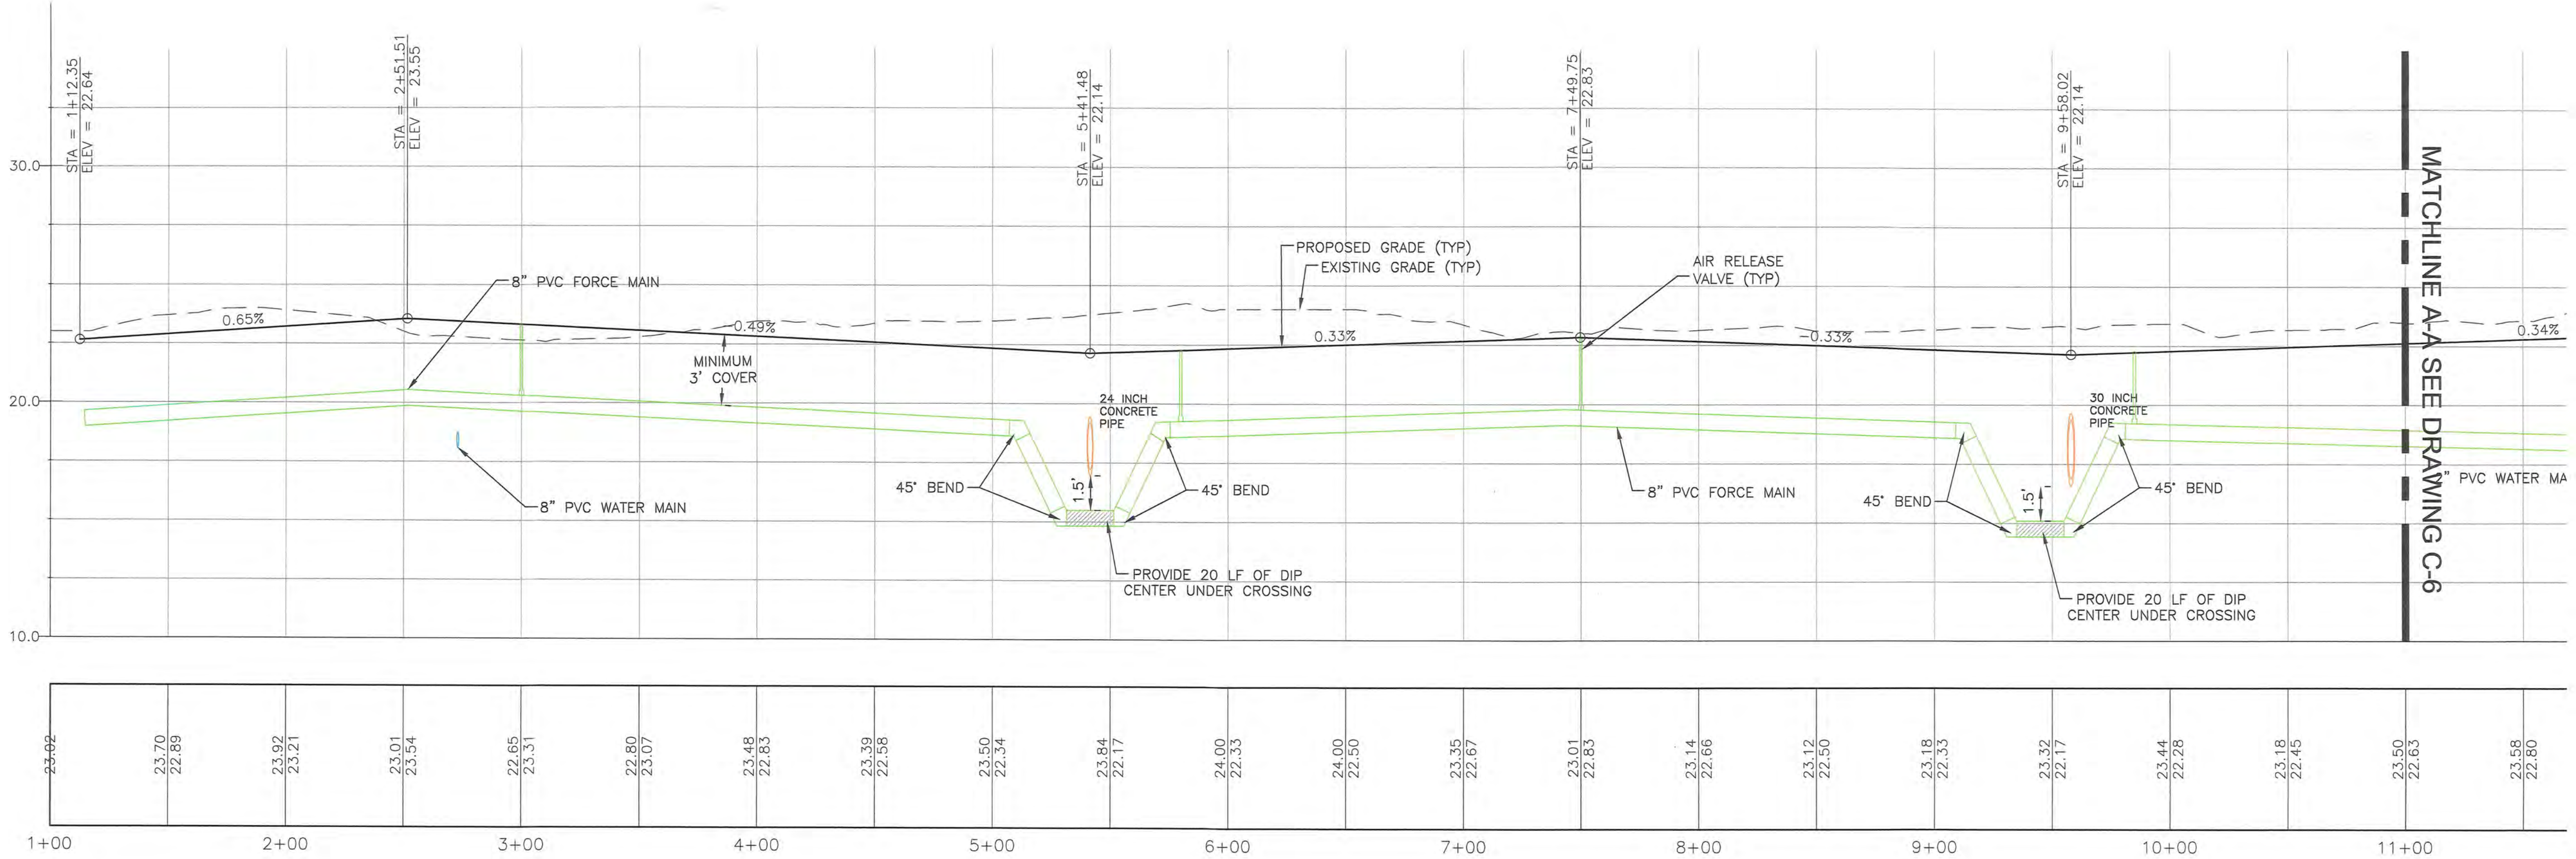 STA = 1+12.35
ELEV = 22.64
STA = 2+51.51
ELEV = 23.55
STA = 5+41.48
ELEV = 22.14
STA = 7+49.75
ELEV = 22.83
STA = 9+58.02
ELEV = 22.14
30.0
20.0
10.0
0.65%
8" PVC FORCE MAIN
-0.49%
MINIMUM
3' COVER
8" PVC WATER MAIN
PROPOSED GRADE (TYP)
EXISTING GRADE (TYP)
0.33%
AIR RELEASE
VALVE (TYP)
-0.33%
0.34%
24 INCH
CONCRETE
PIPE
45° BEND
1.5'
45° BEND
PROVIDE 20 LF OF DIP
CENTER UNDER CROSSING
8" PVC FORCE MAIN
30 INCH
CONCRETE
PIPE
45° BEND
1.5'
45° BEND
PROVIDE 20 LF OF DIP
CENTER UNDER CROSSING
PVC WATER MA
MATCHLINE A-A SEE DRAWING C-6
23.02
23.70
22.89
23.92
23.21
23.01
23.54
22.65
23.31
22.80
23.07
23.48
22.83
23.39
22.58
23.50
22.34
23.84
22.17
24.00
22.33
24.00
22.50
23.35
22.67
23.01
22.83
23.14
22.66
23.12
22.50
23.18
22.33
23.32
22.17
23.44
22.28
23.18
22.45
23.50
22.63
23.58
22.80
1+00
2+00
3+00
4+00
5+00
6+00
7+00
8+00
9+00
10+00
11+00